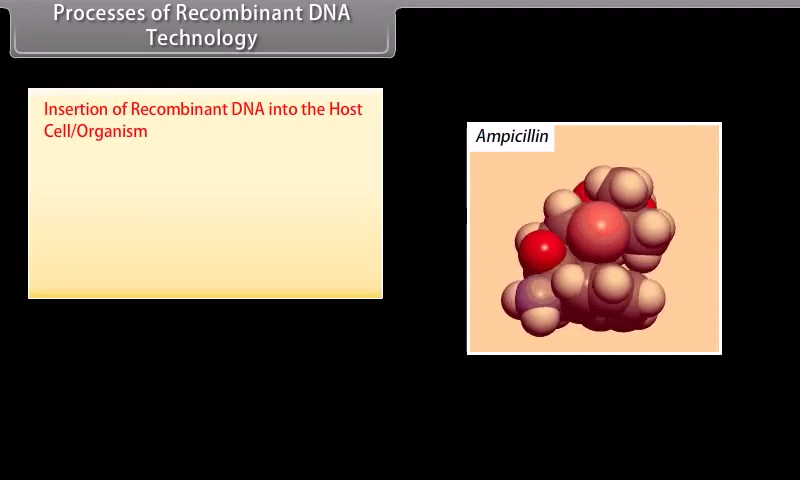 Processes of Recombinant DNA
Technology
Insertion of Recombinant DNA into the Host
Cell/Organism
Ampicillin